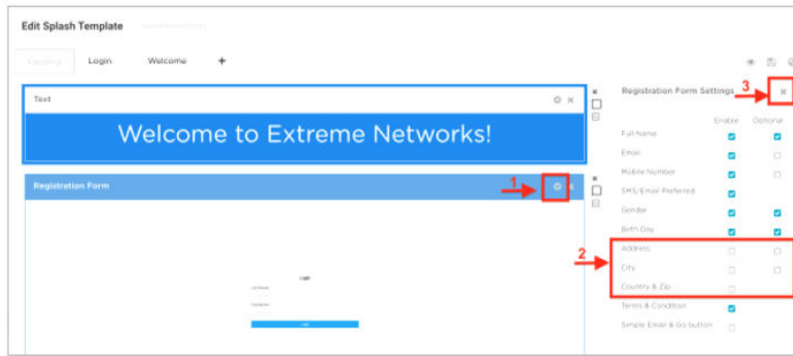 Edit Splash Template
Landing Login Welcome +
Text
Welcome to Extreme Networks!
Registration Form
1
Login
Registration Form Settings
3
Enable Optional
Full Name
Email
Mobile Number
SMS/Email Preferred
Gender
Birth Day
2
Address
City
Country & Zip
Terms & Condition
Simple Email & Go button